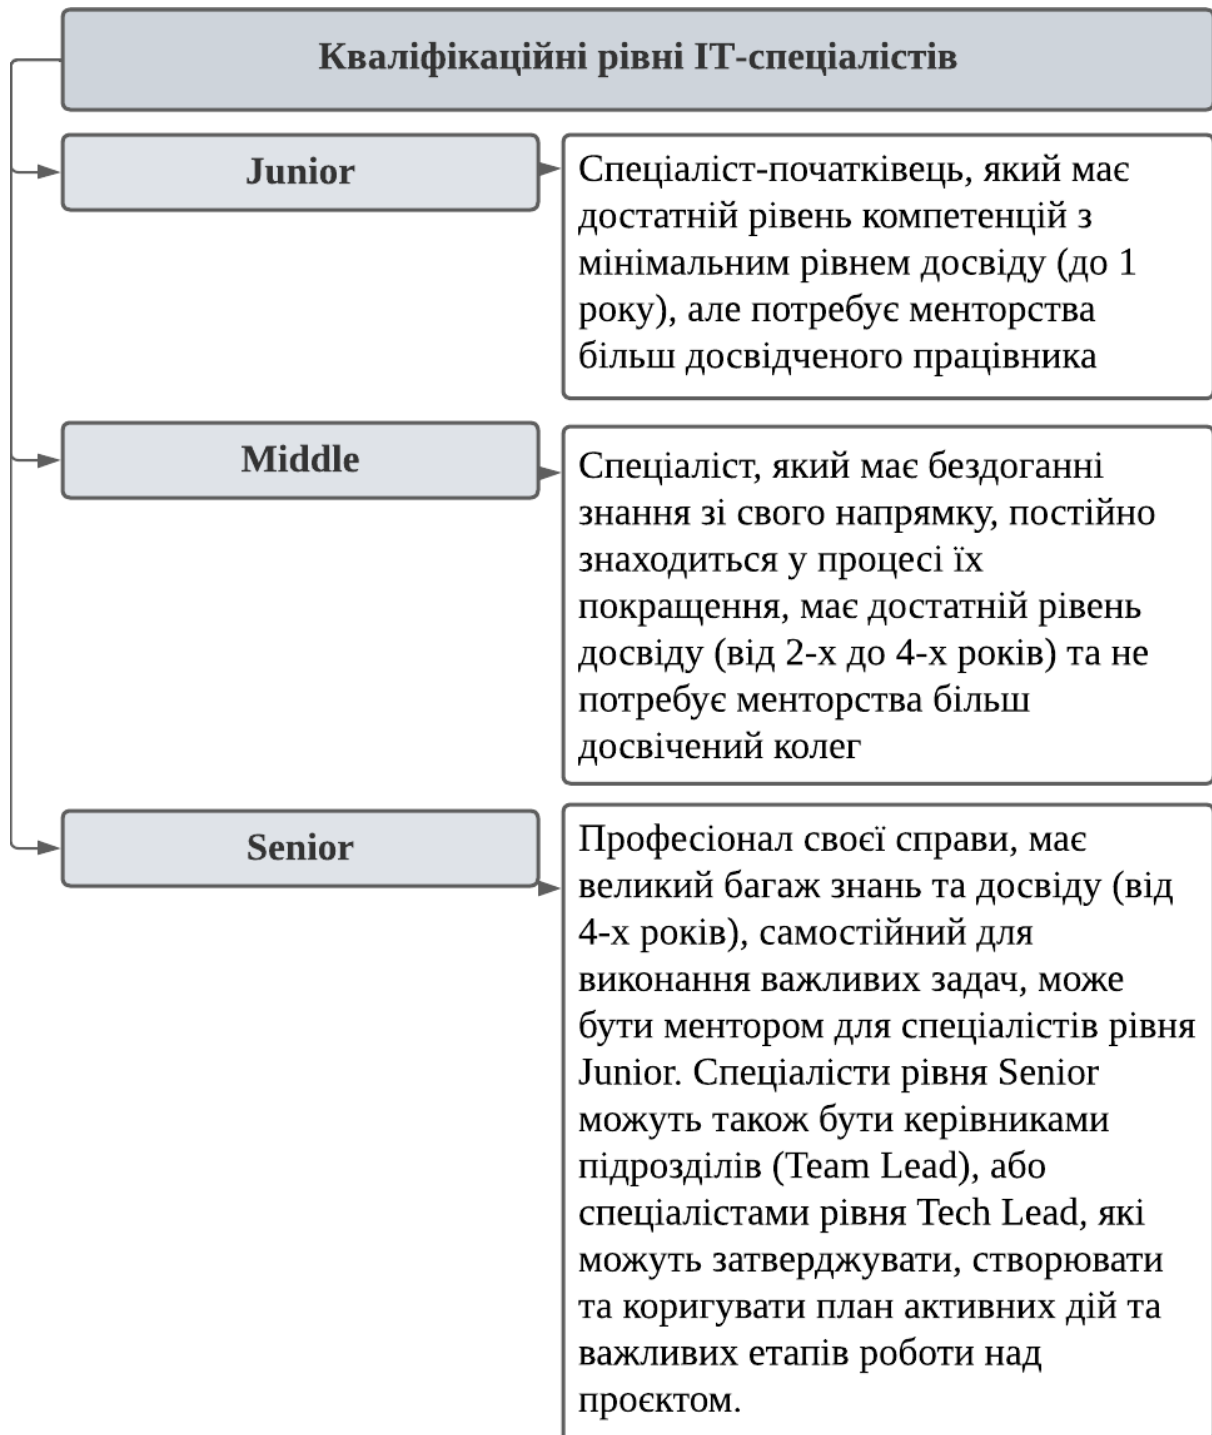 Кваліфікаційні рівні ІТ-спеціалістів
Junior
Спеціаліст-початківець, який має
достатній рівень компетенцій з
мінімальним рівнем досвіду (до 1
року), але потребує менторства
більш досвідченого працівника
Middle
Спеціаліст, який має бездоганні
знання зі свого напрямку, постійно
знаходиться у процесі їх
покращення, має достатній рівень
досвіду (від 2-х до 4-х років) та не
потребує менторства більш
досвічений колег
Senior
Професіонал своєї справи, має
великий багаж знань та досвіду (від
4-х років), самостійний для
виконання важливих задач, може
бути ментором для спеціалістів рівня
Junior. Спеціалісти рівня Senior
можуть також бути керівниками
підрозділів (Team Lead), або
спеціалістами рівня Tech Lead, які
можуть затверджувати, створювати
та коригувати план активних дій та
важливих етапів роботи над
проєктом.